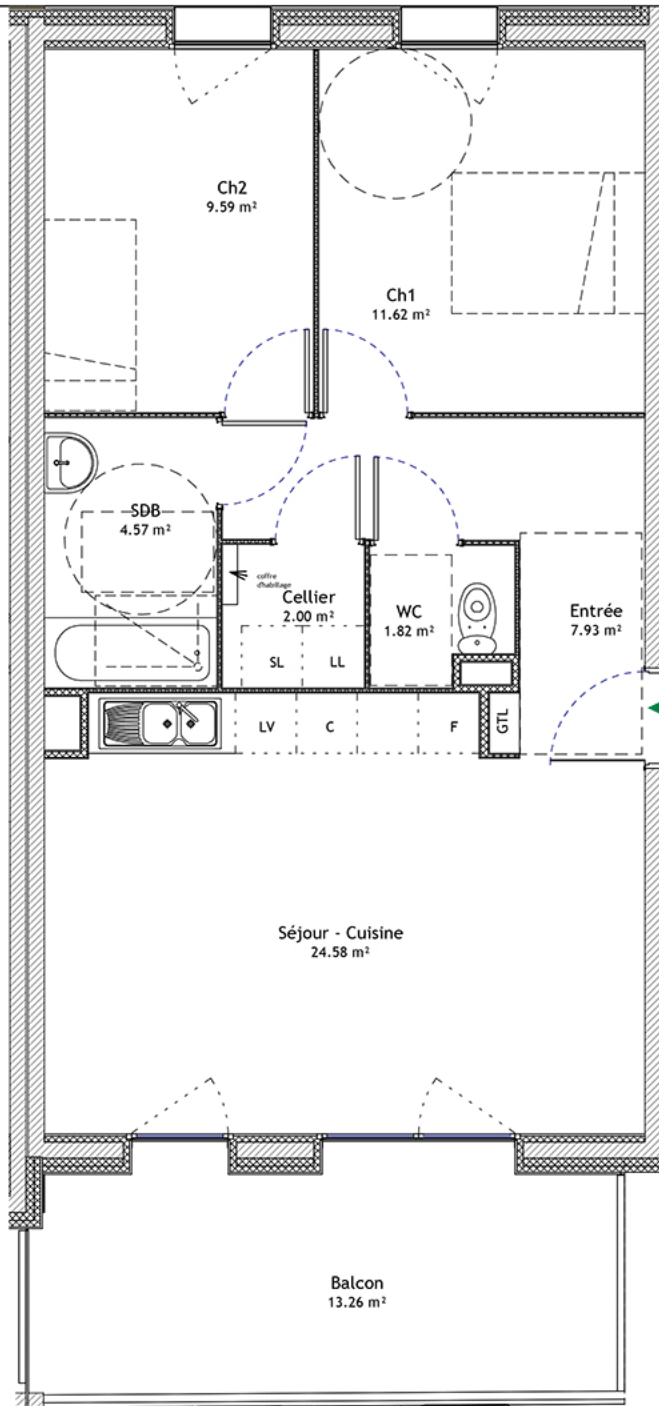 Ch2
9.59 m²
Ch1
11.62 m²
SDB
4.57 m²
coffre
d'habillage
Cellier
2.00 m²
WC
1.82 m²
Entrée
7.93 m²
SL
LL
LV
C
F
GTL
Séjour - Cuisine
24.58 m²
Balcon
13.26 m²